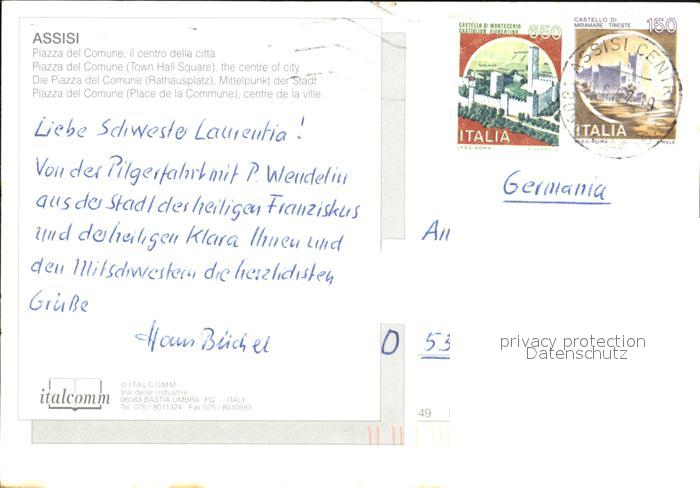 ASSISI
Piazza del Comune, il centro della città
Piazza del Comune (Town Hall Square), the centre of city
Die Piazza del Comune (Rathausplatz), Mittelpunkt der Stadt
Piazza del Comune (Place de la Commune), centre de la ville
CASTELLO DI MONTECCHIO
CASTIGLION FIORENTINO
650
ITALIA
I.P.Z.S. ROMA
CASTELLO DI
MIRAMARE - TRIESTE
150
ITALIA
I.P.Z.S. ROMA
ASSISI CENTR
Liebe Schwester Laurentia!
Von der Pilgerfahrt mit P. Wendelin
aus der Stadt der heiligen Franziskus
und der heiligen Klara Ihnen und
den Mitschwestern die herzlichsten
Grüße
Hans Büchel
Germania
An
D 53
privacy protection
Datenschutz
italcomm
© ITALCOMM
Via delle Industrie
06083 BASTIA UMBRA PG - ITALY
Tel. 075 / 8011324 Fax 075 / 8010593
49